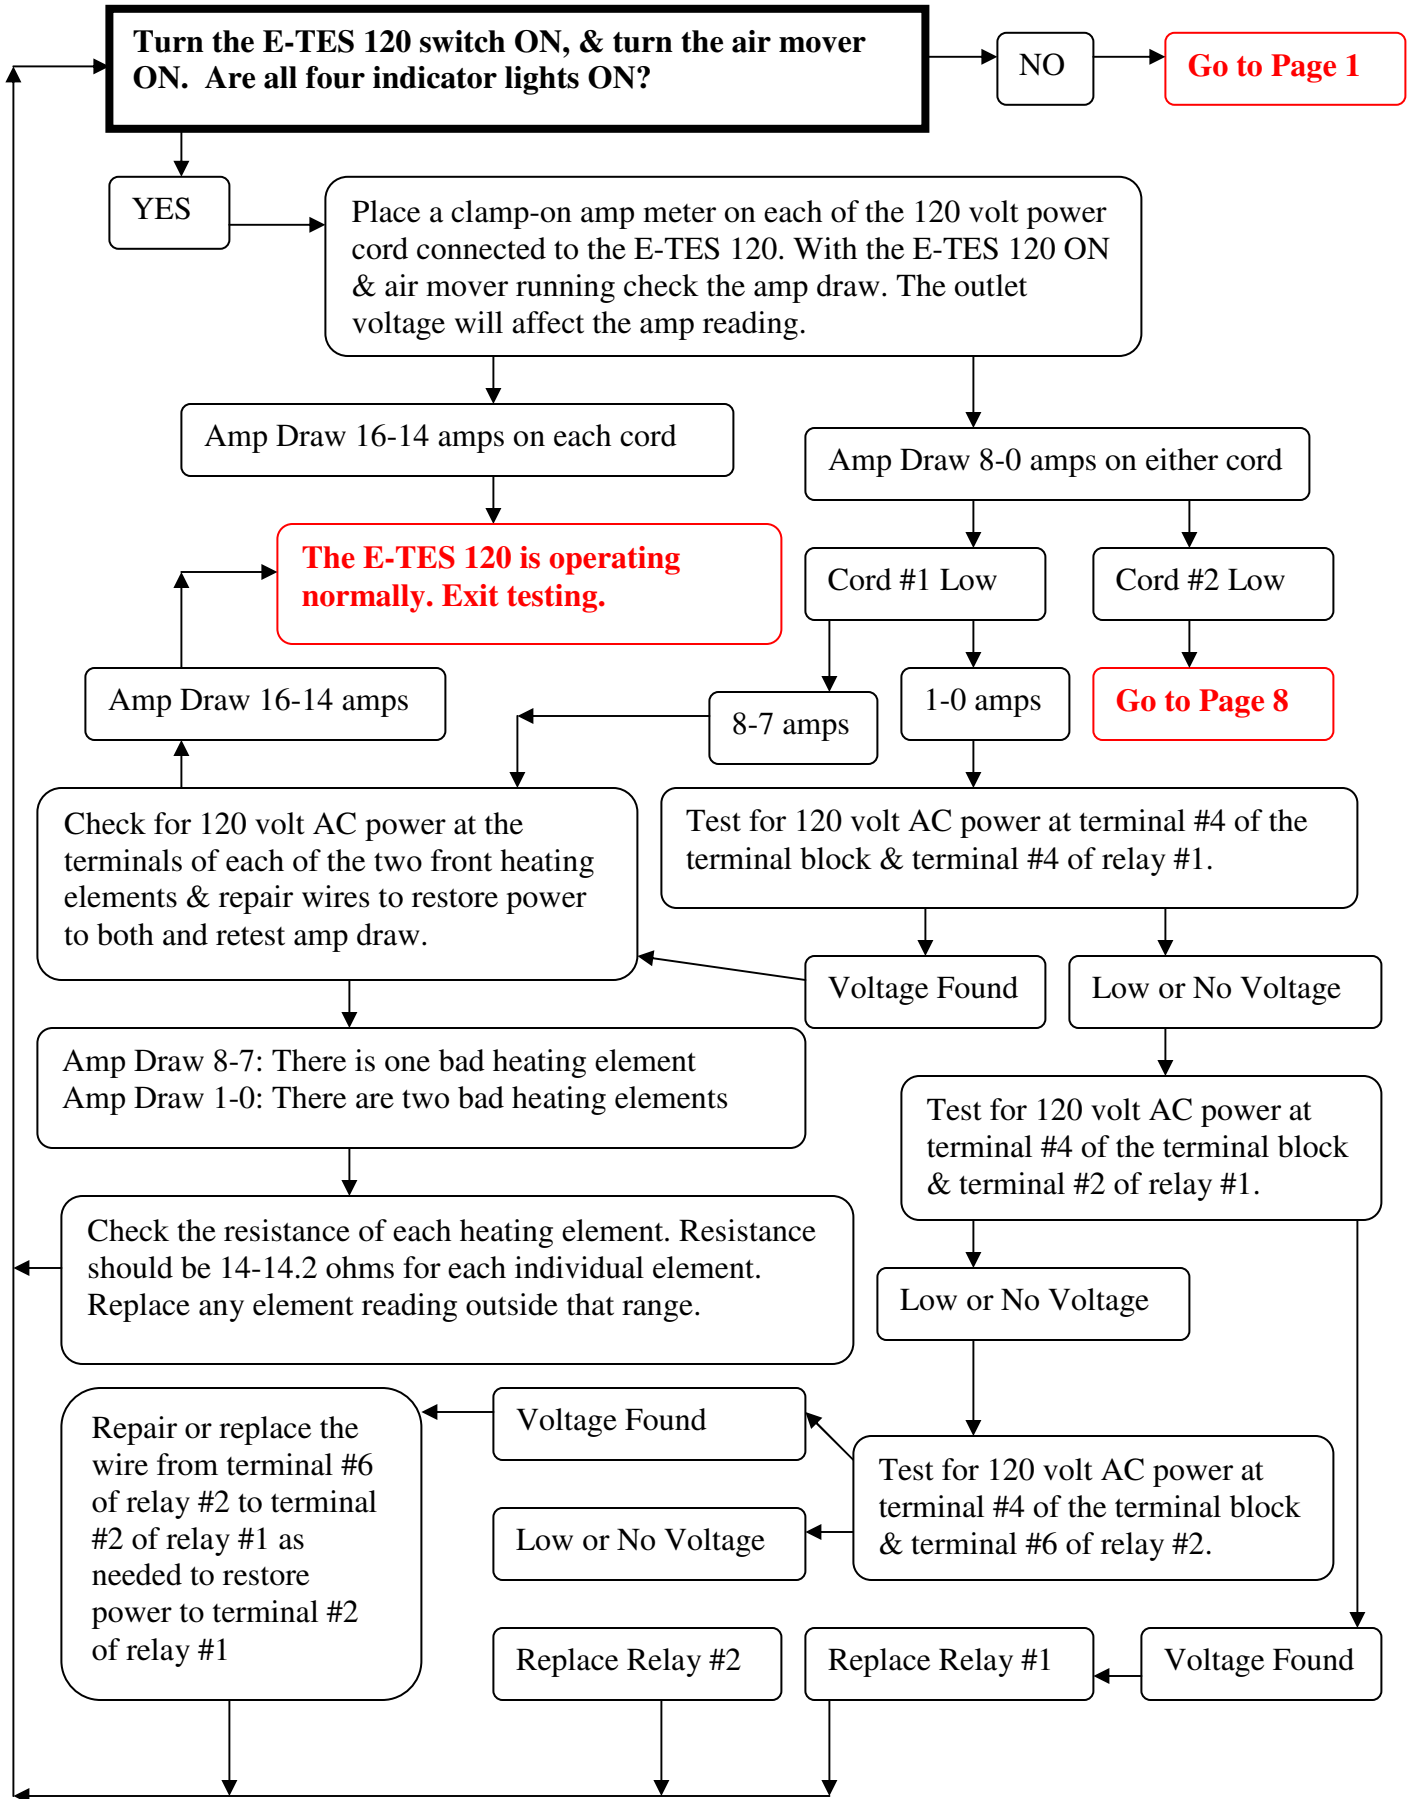 Turn the E-TES 120 switch ON, & turn the air mover
ON.  Are all four indicator lights ON?
NO
Go to Page 1
YES
Place a clamp-on amp meter on each of the 120 volt power
cord connected to the E-TES 120. With the E-TES 120 ON
& air mover running check the amp draw. The outlet
voltage will affect the amp reading.
Amp Draw 16-14 amps on each cord
Amp Draw 8-0 amps on either cord
The E-TES 120 is operating
normally. Exit testing.
Cord #1 Low
Cord #2 Low
Amp Draw 16-14 amps
8-7 amps
1-0 amps
Go to Page 8
Check for 120 volt AC power at the
terminals of each of the two front heating
elements & repair wires to restore power
to both and retest amp draw.
Test for 120 volt AC power at terminal #4 of the
terminal block & terminal #4 of relay #1.
Voltage Found
Low or No Voltage
Amp Draw 8-7: There is one bad heating element
Amp Draw 1-0: There are two bad heating elements
Test for 120 volt AC power at
terminal #4 of the terminal block
& terminal #2 of relay #1.
Check the resistance of each heating element. Resistance
should be 14-14.2 ohms for each individual element.
Replace any element reading outside that range.
Low or No Voltage
Repair or replace the
wire from terminal #6
of relay #2 to terminal
#2 of relay #1 as
needed to restore
power to terminal #2
of relay #1
Voltage Found
Test for 120 volt AC power at
terminal #4 of the terminal block
& terminal #6 of relay #2.
Low or No Voltage
Replace Relay #2
Replace Relay #1
Voltage Found